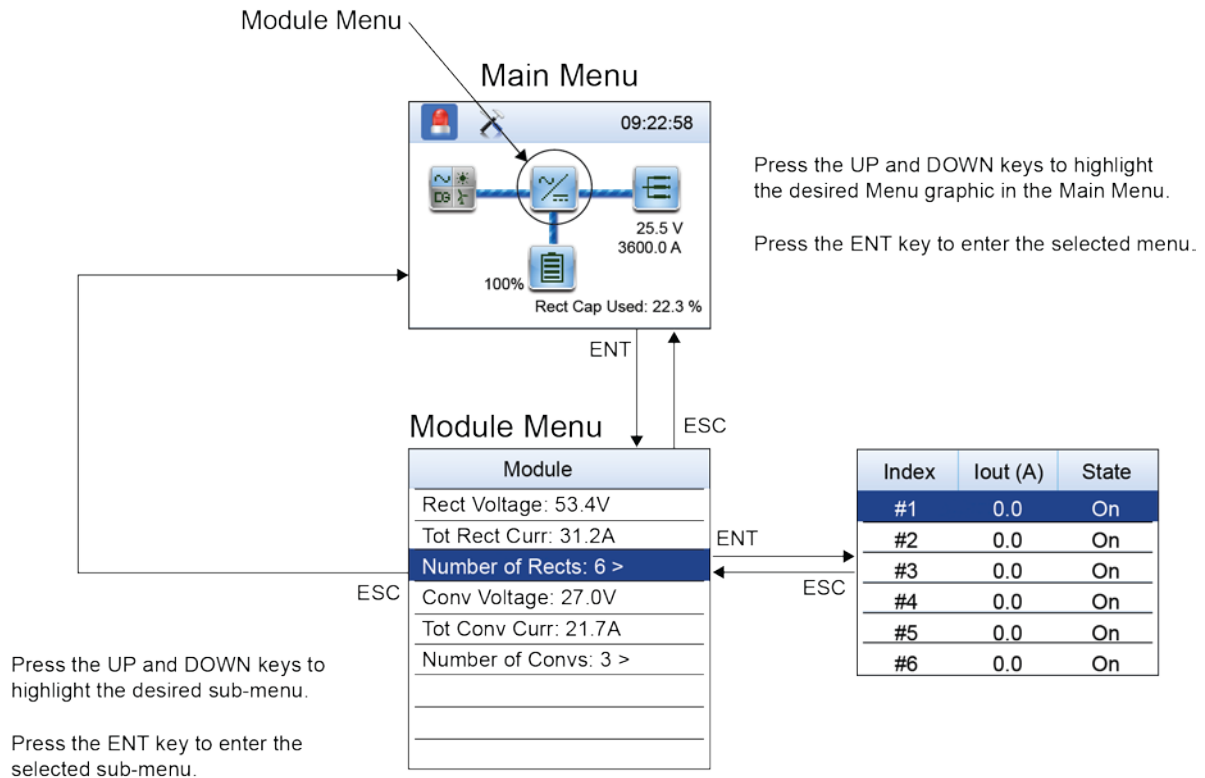 Module Menu
Main Menu
09:22:58
DG
25.5 V
3600.0 A
100%
Rect Cap Used: 22.3 %
Press the UP and DOWN keys to highlight
the desired Menu graphic in the Main Menu.
Press the ENT key to enter the selected menu.
ENT
ESC
Module Menu
Module
Rect Voltage: 53.4V
Tot Rect Curr: 31.2A
Number of Rects: 6 >
Conv Voltage: 27.0V
Tot Conv Curr: 21.7A
Number of Convs: 3 >
ESC
ENT
ESC
Index Iout (A) State
#1 0.0 On
#2 0.0 On
#3 0.0 On
#4 0.0 On
#5 0.0 On
#6 0.0 On
Press the UP and DOWN keys to
highlight the desired sub-menu.
Press the ENT key to enter the
selected sub-menu.